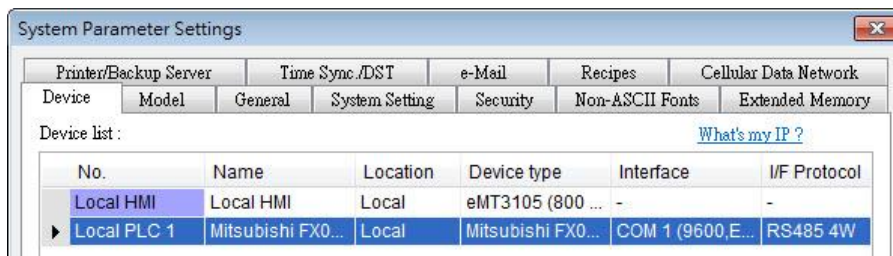 System Parameter Settings
Printer/Backup Server Time Sync./DST e-Mail Recipes Cellular Data Network
Device Model General System Setting Security Non-ASCII Fonts Extended Memory
Device list : What's my IP ?
No. Name Location Device type Interface I/F Protocol
Local HMI Local HMI Local eMT3105 (800 ... - -
Local PLC 1 Mitsubishi FX0... Local Mitsubishi FX0... COM 1 (9600,E... RS485 4W